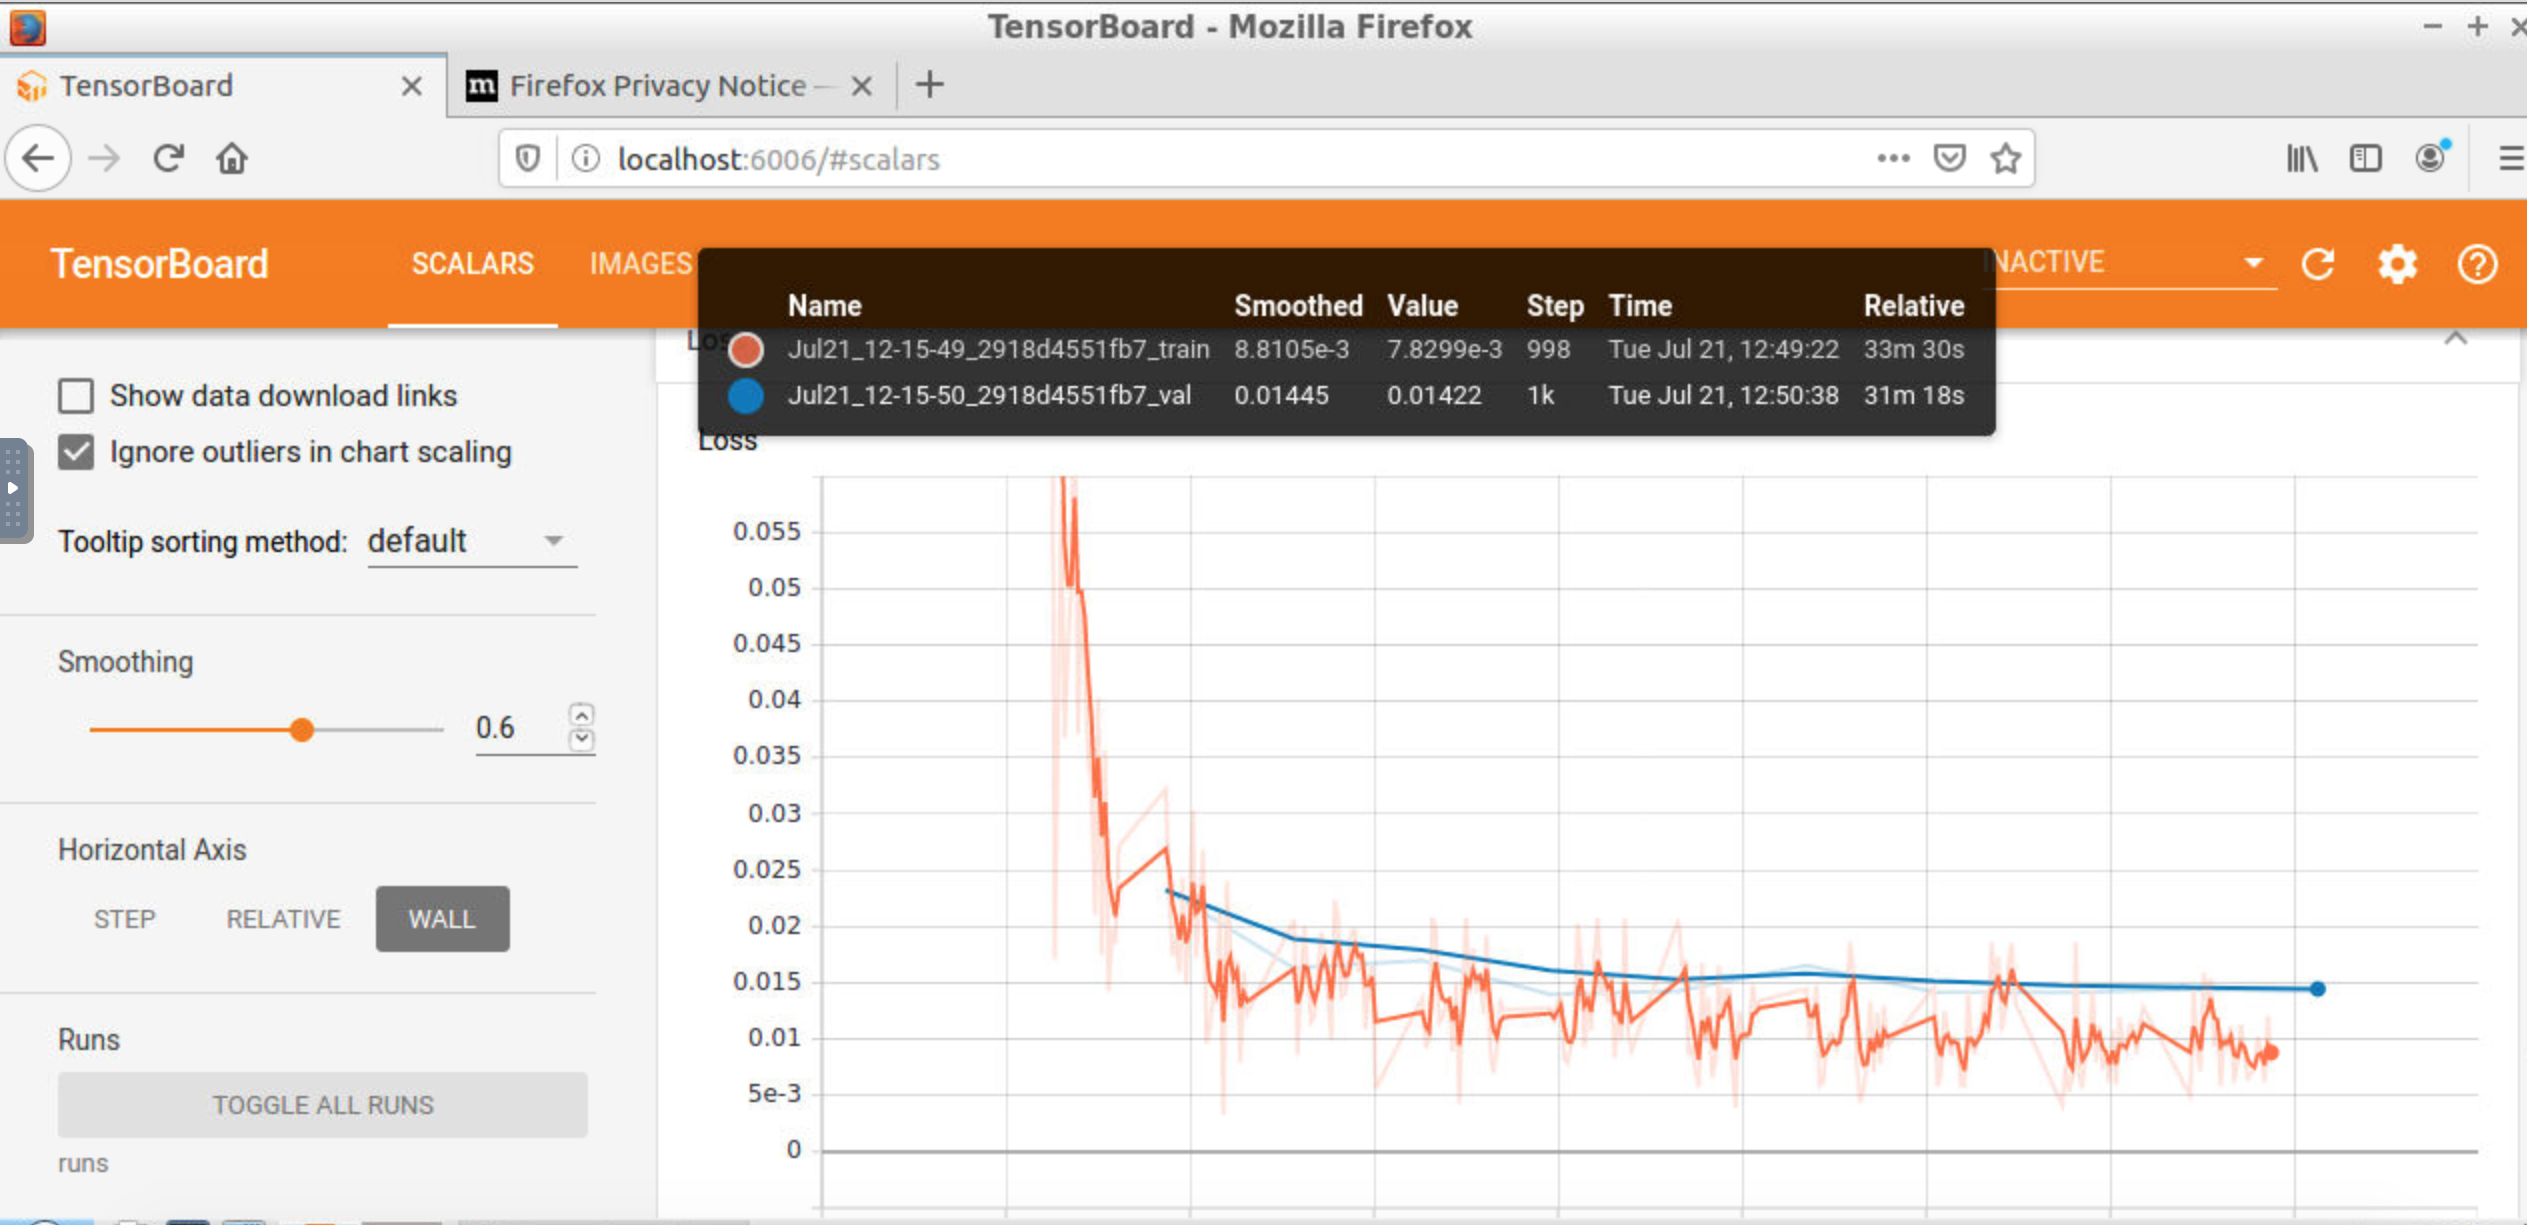 TensorBoard - Mozilla Firefox
TensorBoard
m Firefox Privacy Notice —
localhost:6006/#scalars
TensorBoard SCALARS IMAGES INACTIVE
Name Smoothed Value Step Time Relative
Jul21_12-15-49_2918d4551fb7_train 8.8105e-3 7.8299e-3 998 Tue Jul 21, 12:49:22 33m 30s
Jul21_12-15-50_2918d4551fb7_val 0.01445 0.01422 1k Tue Jul 21, 12:50:38 31m 18s
Los
Show data download links
Ignore outliers in chart scaling
Tooltip sorting method: default
Smoothing
0.6
Horizontal Axis
STEP RELATIVE WALL
Runs
TOGGLE ALL RUNS
runs
Loss
0.055
0.05
0.045
0.04
0.035
0.03
0.025
0.02
0.015
0.01
5e-3
0